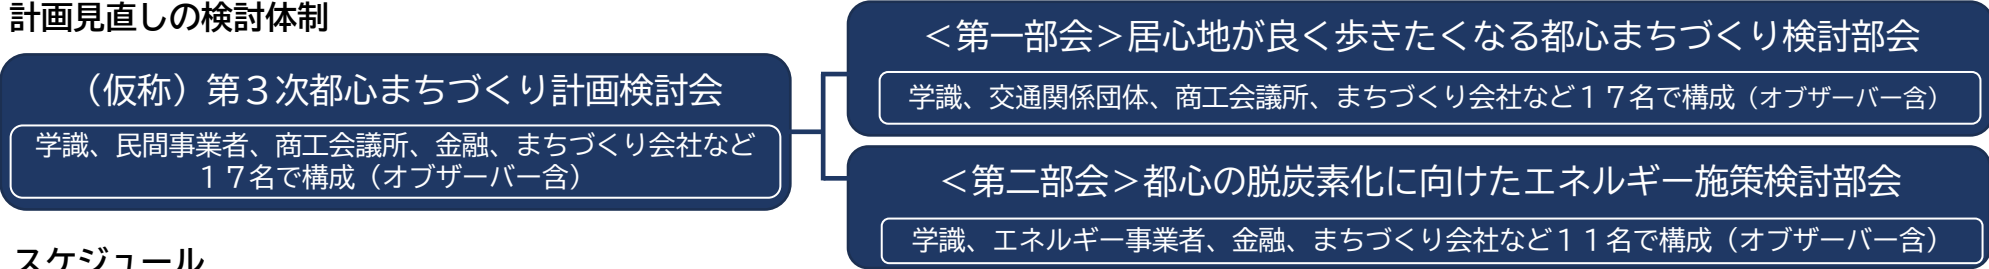 計画見直しの検討体制
（仮称）第３次都心まちづくり計画検討会
学識、民間事業者、商工会議所、金融、まちづくり会社など
１７名で構成（オブザーバー含）
＜第一部会＞居心地が良く歩きたくなる都心まちづくり検討部会
学識、交通関係団体、商工会議所、まちづくり会社など１７名で構成（オブザーバー含）
＜第二部会＞都心の脱炭素化に向けたエネルギー施策検討部会
学識、エネルギー事業者、金融、まちづくり会社など１１名で構成（オブザーバー含）
スケジュール